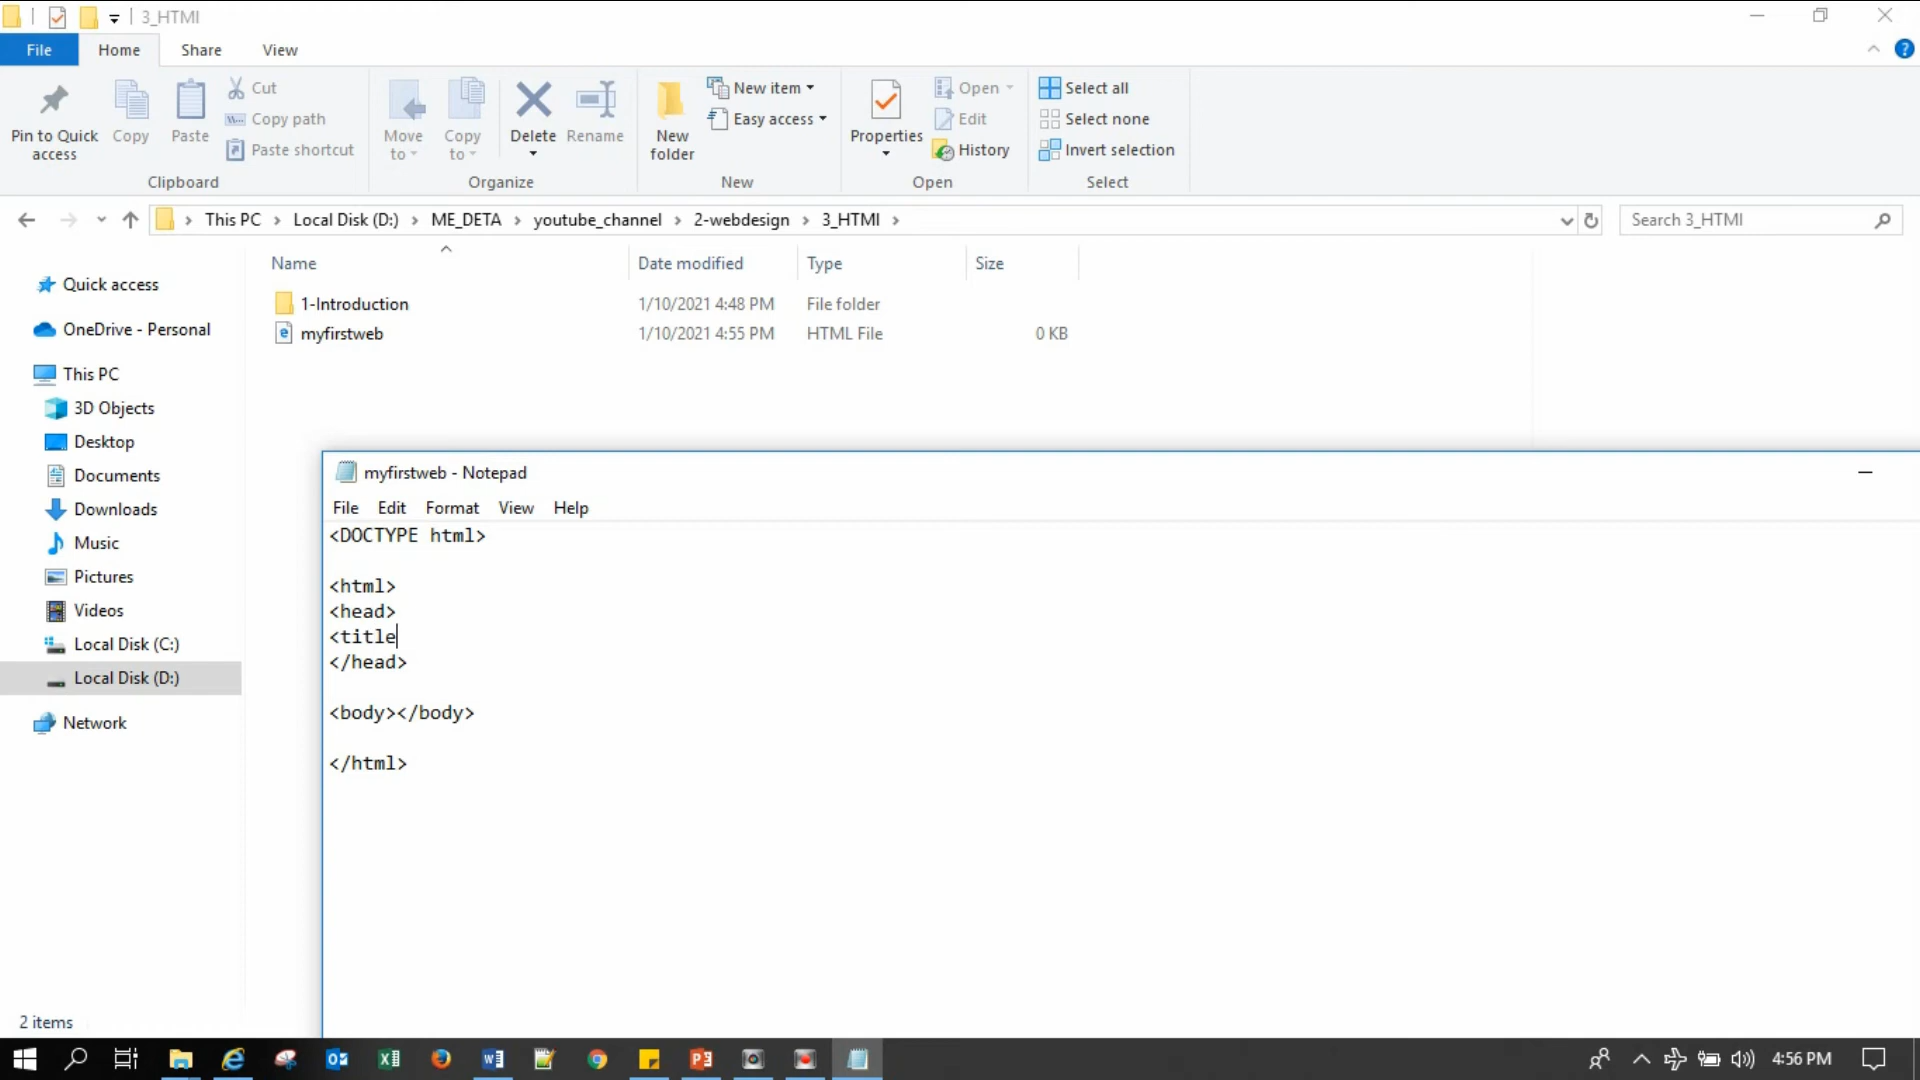 3_HTMl
File Home Share View
Pin to Quick access
Copy
Paste
Cut
Copy path
Paste shortcut
Clipboard
Move to
Copy to
Delete
Rename
Organize
New folder
New item
Easy access
New
Properties
Open
Edit
History
Open
Select all
Select none
Invert selection
Select
This PC Local Disk (D:) ME_DETA youtube_channel 2-webdesign 3_HTMl
Search 3_HTMl
Name Date modified Type Size
1-Introduction 1/10/2021 4:48 PM File folder
myfirstweb 1/10/2021 4:55 PM HTML File 0 KB
Quick access
OneDrive - Personal
This PC
3D Objects
Desktop
Documents
Downloads
Music
Pictures
Videos
Local Disk (C:)
Local Disk (D:)
Network
myfirstweb - Notepad
File Edit Format View Help
<DOCTYPE html>
<html>
<head>
<title
</head>
<body></body>
</html>
2 items
4:56 PM